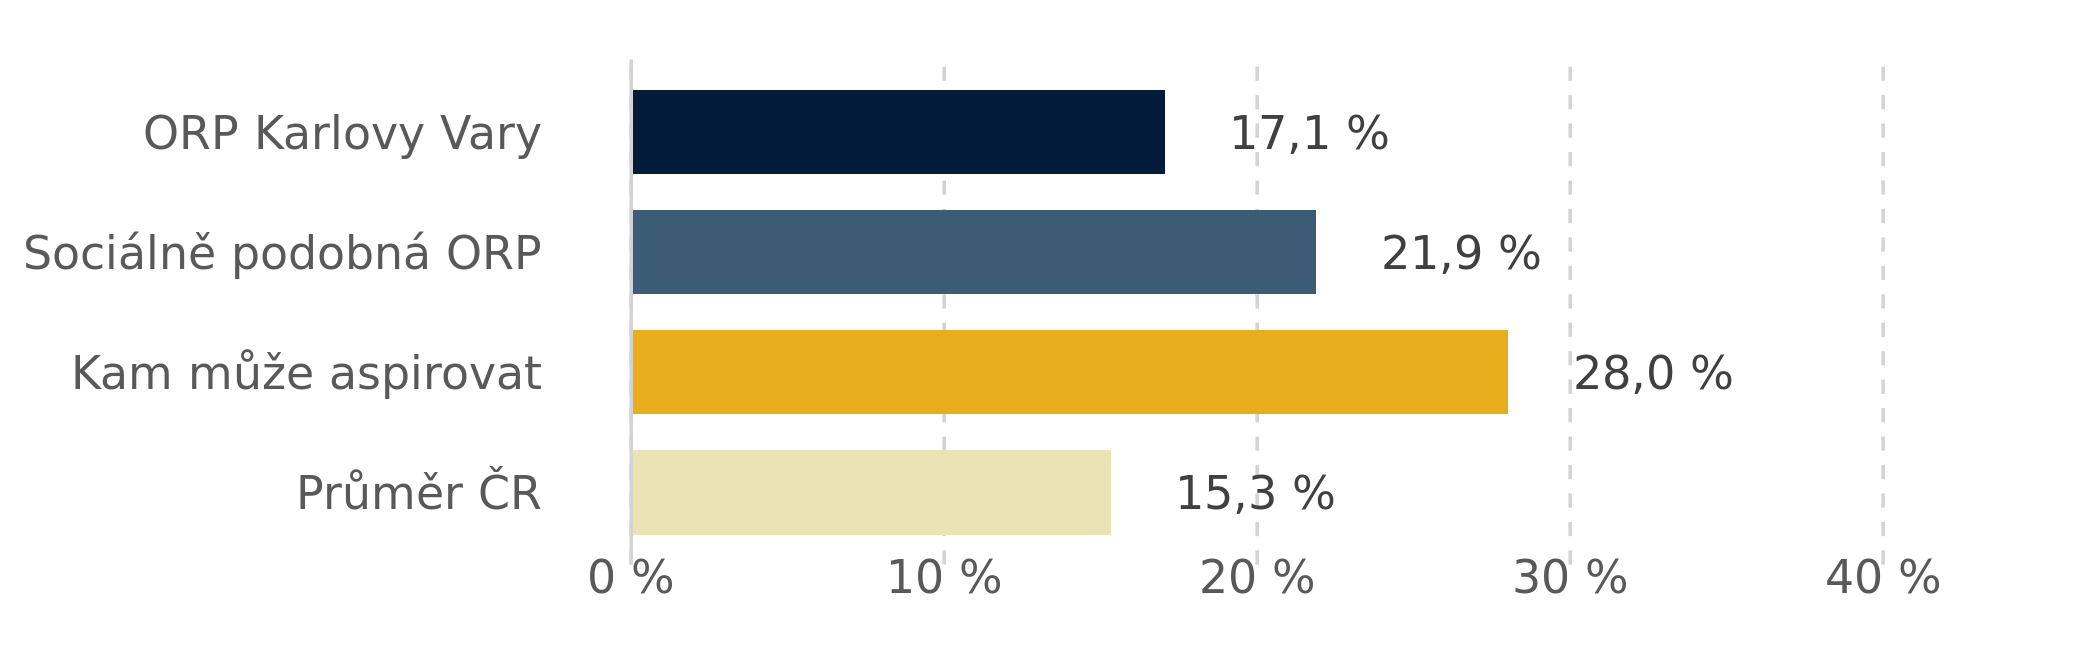 ORP Karlovy Vary 17,1 %
Sociálně podobná ORP 21,9 %
Kam může aspirovat 28,0 %
Průměr ČR 15,3 %
0 % 10 % 20 % 30 % 40 %